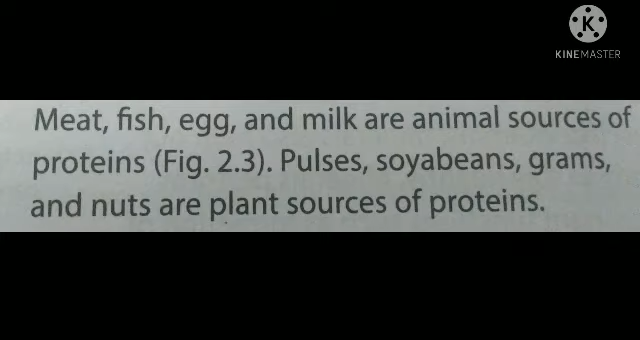 KINEMASTER
Meat, fish, egg, and milk are animal sources of
proteins (Fig. 2.3). Pulses, soyabeans, grams,
and nuts are plant sources of proteins.